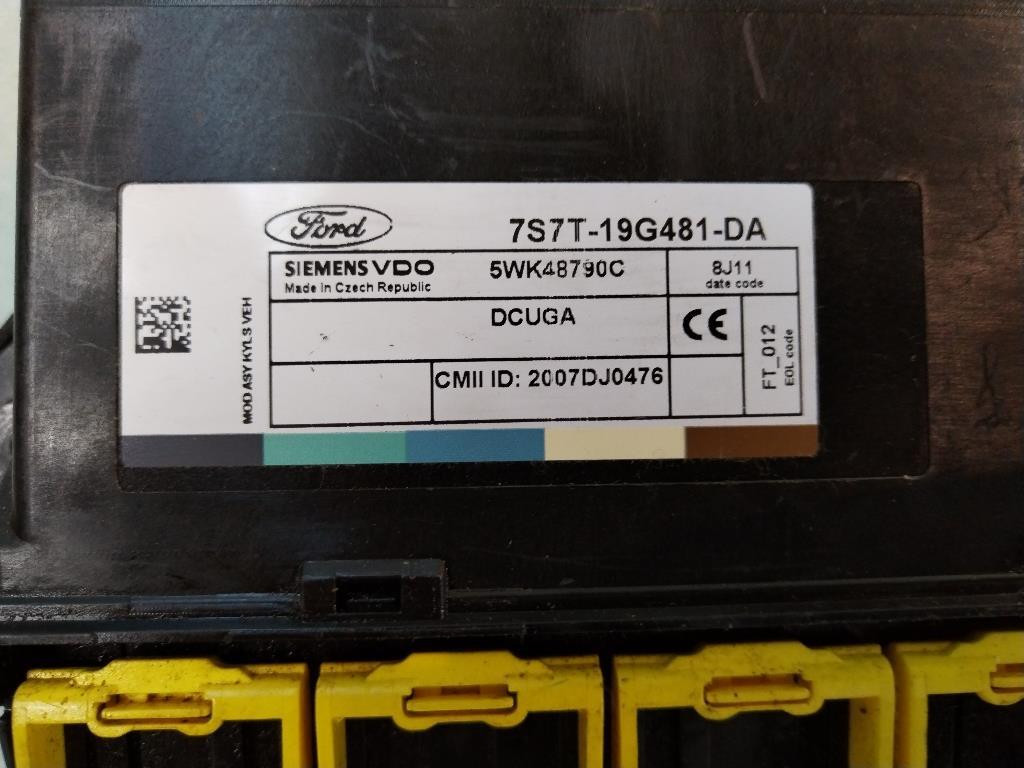 Ford
7S7T-19G481-DA
SIEMENS VDO
Made in Czech Republic
5WK48790C
8J11
date code
DCUGA
CE
FT_012
EOL code
CMII ID: 2007DJ0476
MOD ASY KYLS VEH